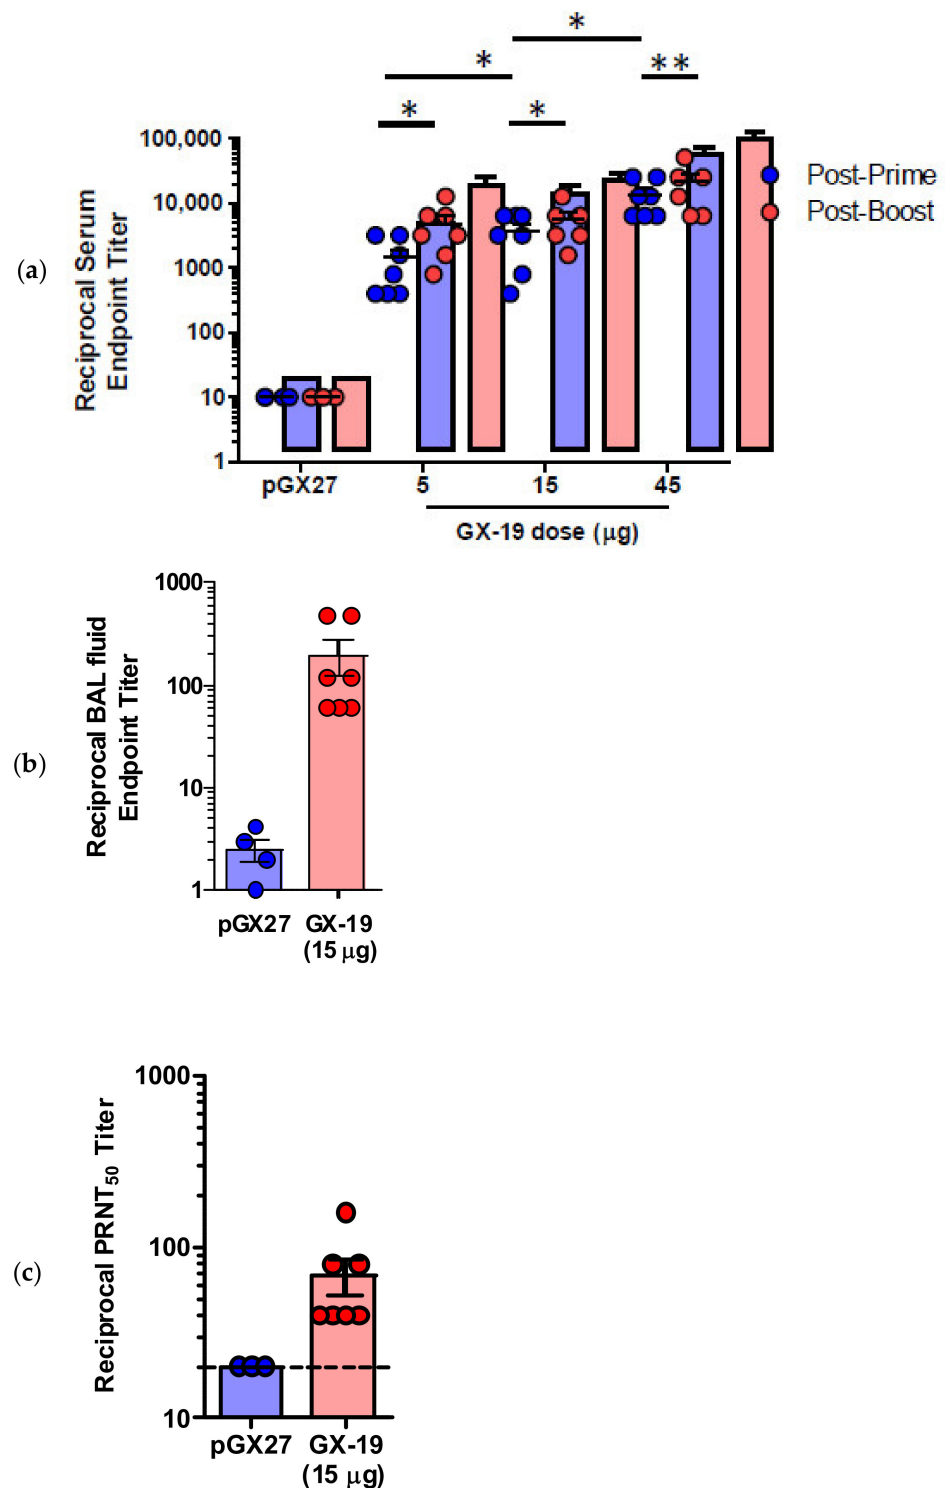 *
*
**
*
*
100,000
10,000
1000
100
10
1
Reciprocal Serum
Endpoint Titer
(a)
Post-Prime
Post-Boost
pGX27 5 15 45
GX-19 dose (μg)
1000
100
10
1
Reciprocal BAL fluid
Endpoint Titer
(b)
pGX27 GX-19
(15 μg)
1000
100
10
Reciprocal PRNT50 Titer
(c)
pGX27 GX-19
(15 μg)